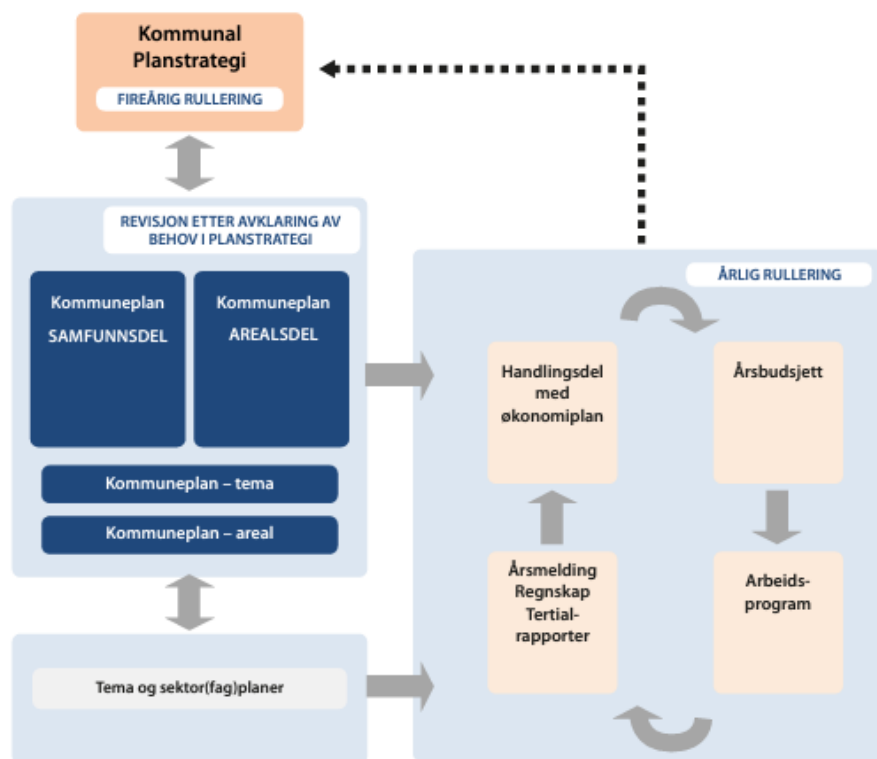 Kommunal
Planstrategi
FIREÅRIG RULLERING
REVISJON ETTER AVKLARING AV
BEHOV I PLANSTRATEGI
Kommuneplan
SAMFUNNSDEL
Kommuneplan
AREALSDEL
Kommuneplan – tema
Kommuneplan – areal
Tema og sektor(fag)planer
ÅRLIG RULLERING
Handlingsdel
med
økonomiplan
Årsbudsjett
Årsmelding
Regnskap
Tertial-
rapporter
Arbeids-
program